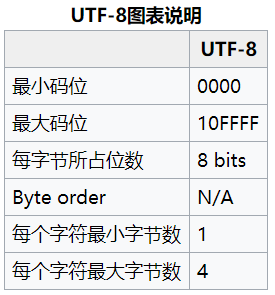 UTF-8图表说明
UTF-8
最小码位 0000
最大码位 10FFFF
每字节所占位数 8 bits
Byte order N/A
每个字符最小字节数 1
每个字符最大字节数 4